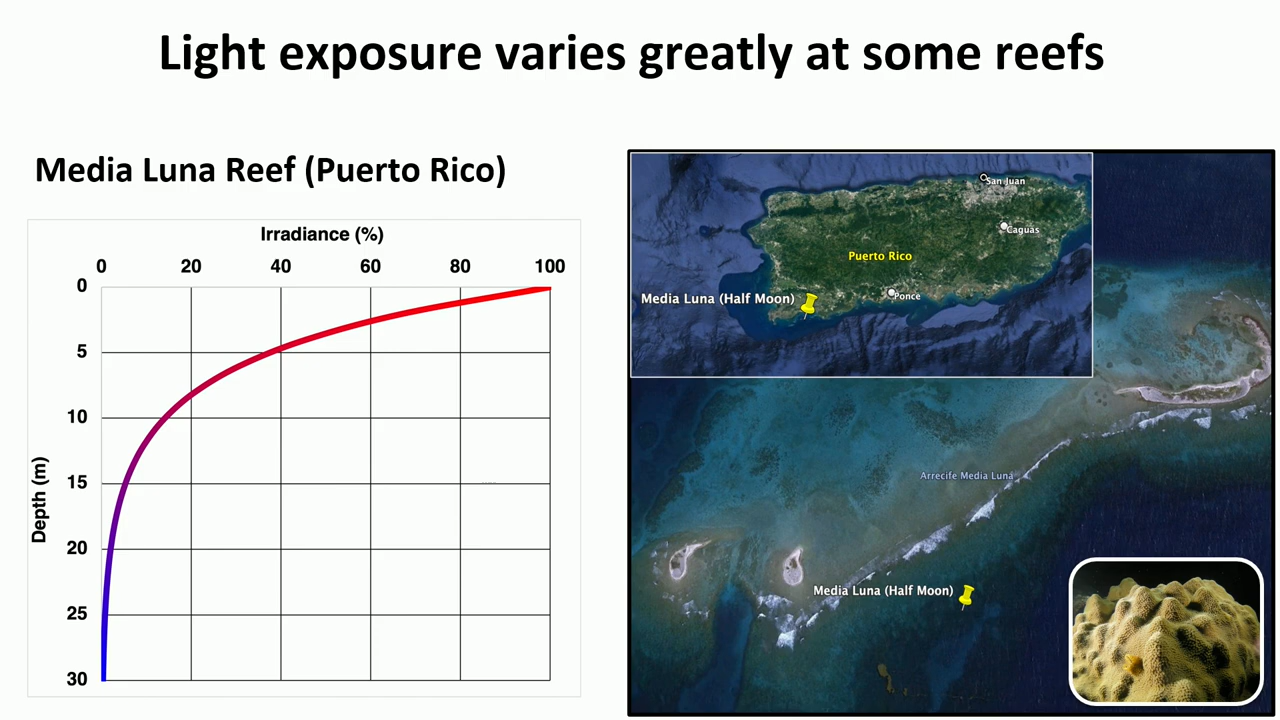 Light exposure varies greatly at some reefs
Media Luna Reef (Puerto Rico)
Irradiance (%)
0 20 40 60 80 100
0
5
10
15
20
25
30
Depth (m)
San Juan
Caguas
Puerto Rico
Media Luna (Half Moon)
Ponce
Arrecife Media Luna
Media Luna (Half Moon)